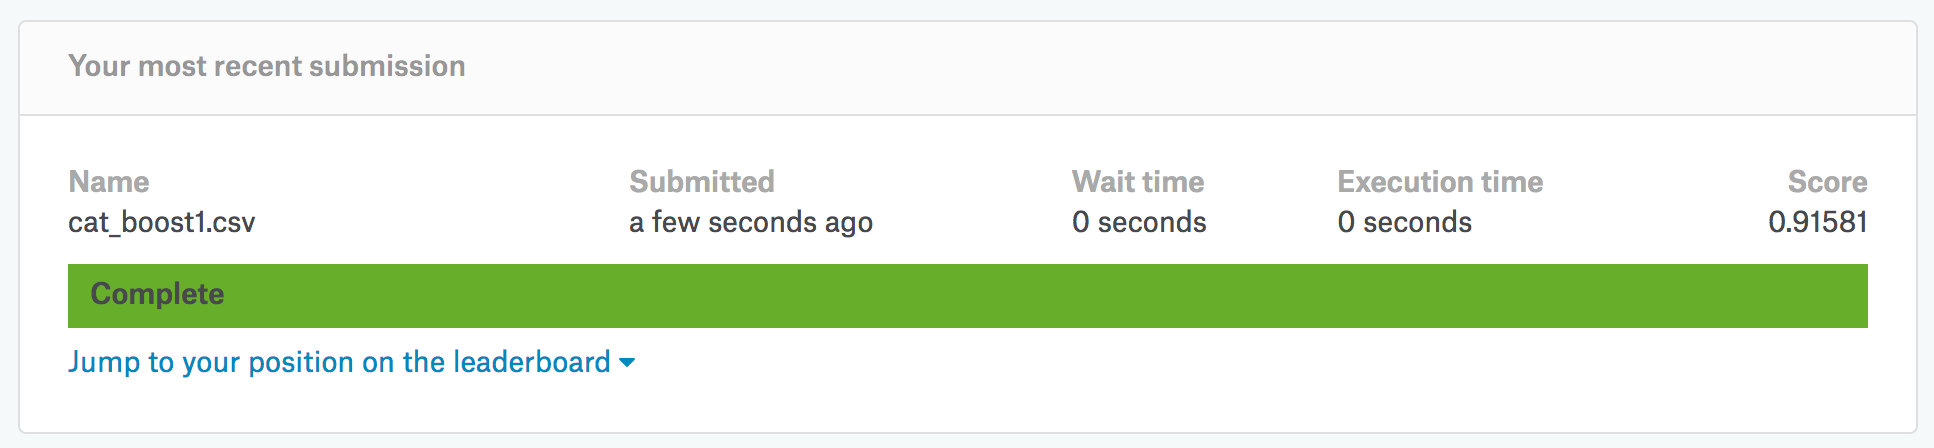 Your most recent submission
Name Submitted Wait time Execution time Score
cat_boost1.csv a few seconds ago 0 seconds 0 seconds 0.91581
Complete
Jump to your position on the leaderboard